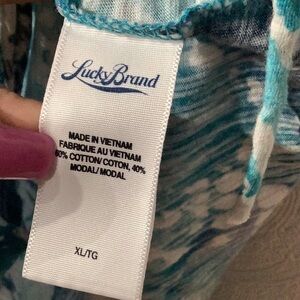 Lucky Brand
MADE IN VIETNAM
FABRIQUE AU VIETNAM
60% COTTON/ COTON, 40%
MODAL/ MODAL
XL/TG